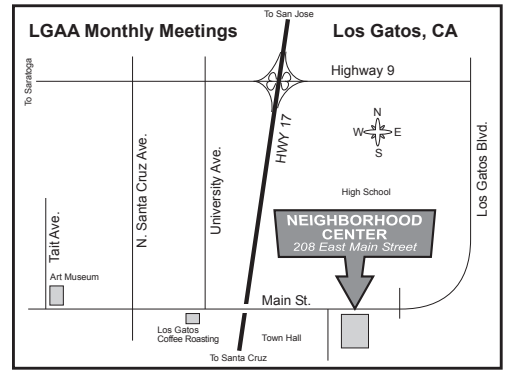 To San Jose
LGAA Monthly Meetings
Los Gatos, CA
To Saratoga
Highway 9
N
W E
S
HWY 17
Tait Ave.
N. Santa Cruz Ave.
University Ave.
Los Gatos Blvd.
High School
NEIGHBORHOOD
CENTER
208 East Main Street
Art Museum
Main St.
Los Gatos
Coffee Roasting
Town Hall
To Santa Cruz